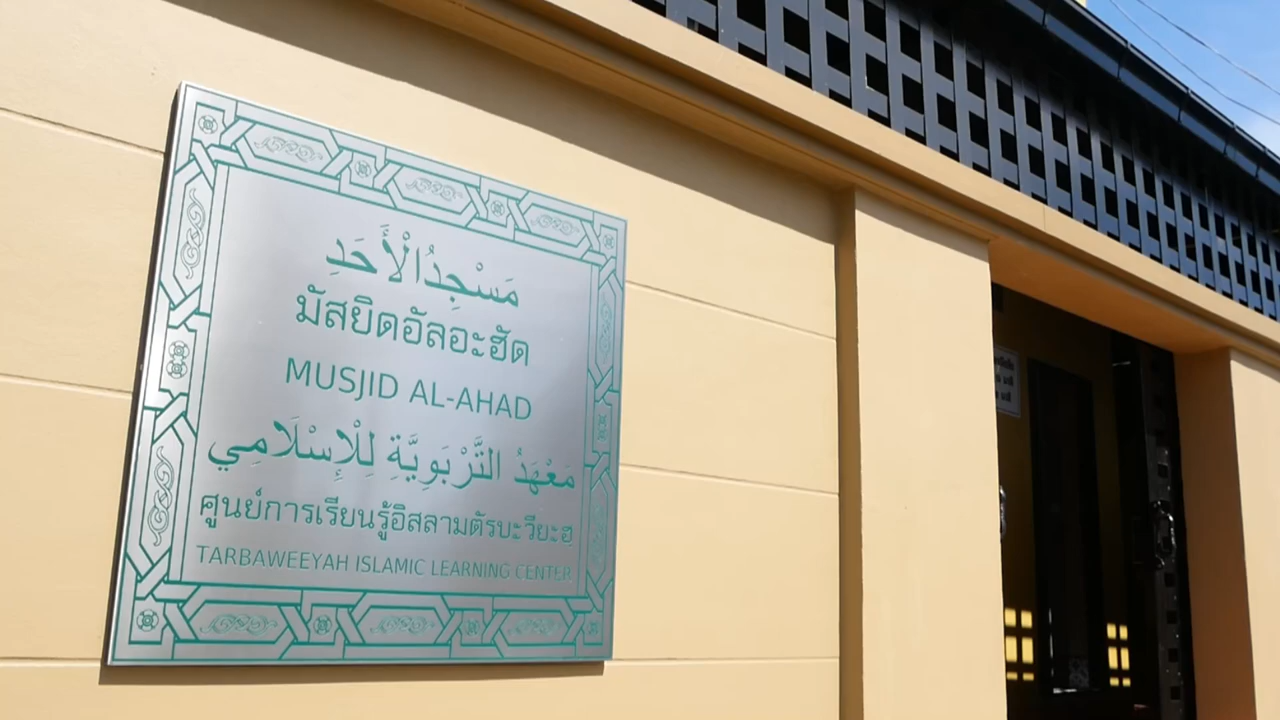 مَسْجِدُ الْأَحَدِ
มัสยิดอัลอะฮัด
MUSJID AL-AHAD
مَعْهَدُ التَّرْبَوِيَّةِ لِلْإِسْلَامِي
ศูนย์การเรียนรู้อิสลามตัรบะวียะฮฺ
TARBAWEEYAH ISLAMIC LEARNING CENTER